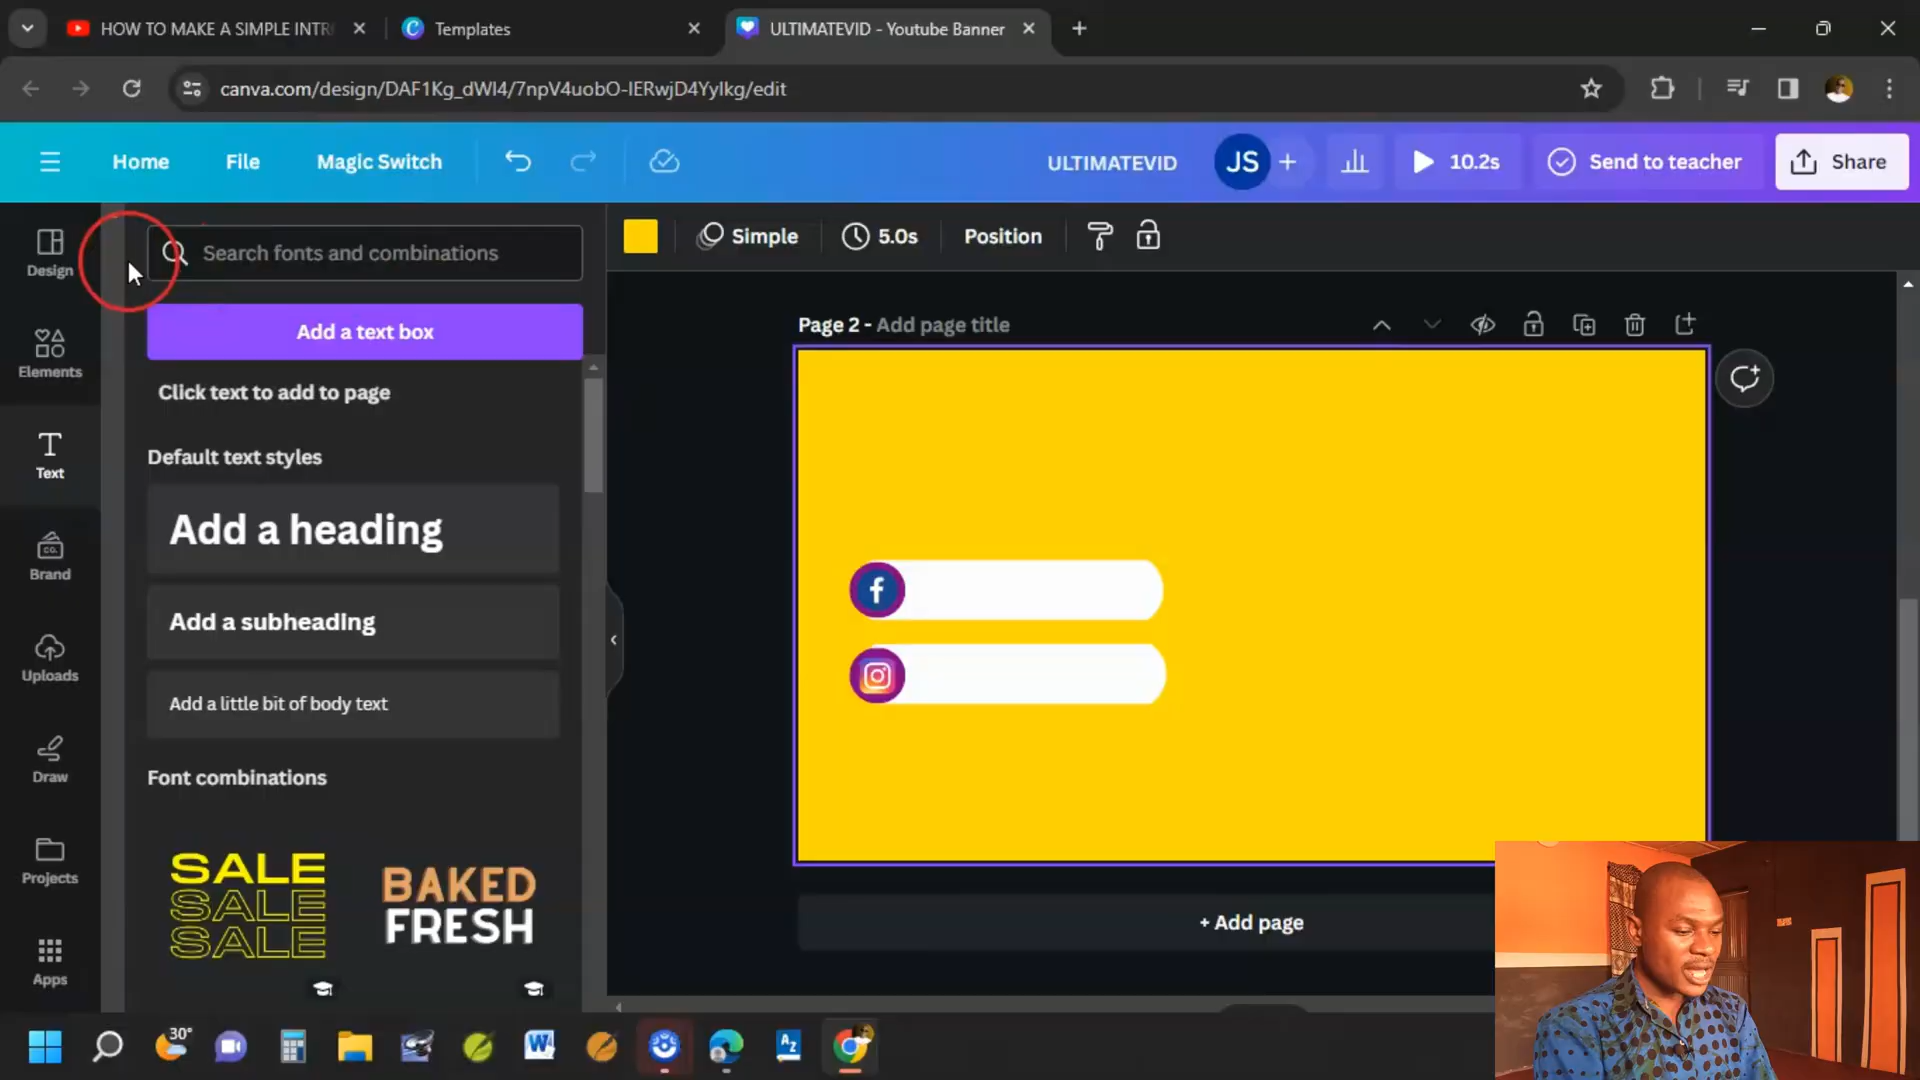 HOW TO MAKE A SIMPLE INTR
Templates
ULTIMATEVID - Youtube Banner
canva.com/design/DAF1Kg_dWI4/7npV4uobO-IERwjD4YyIkg/edit
Home
File
Magic Switch
ULTIMATEVID
JS
10.2s
Send to teacher
Share
Design
Elements
Text
Brand
Uploads
Draw
Projects
Apps
Search fonts and combinations
Add a text box
Click text to add to page
Default text styles
Add a heading
Add a subheading
Add a little bit of body text
Font combinations
SALE
SALE
SALE
BAKED
FRESH
Simple
5.0s
Position
Page 2 - Add page title
+ Add page
CO.
30°
W
A Z